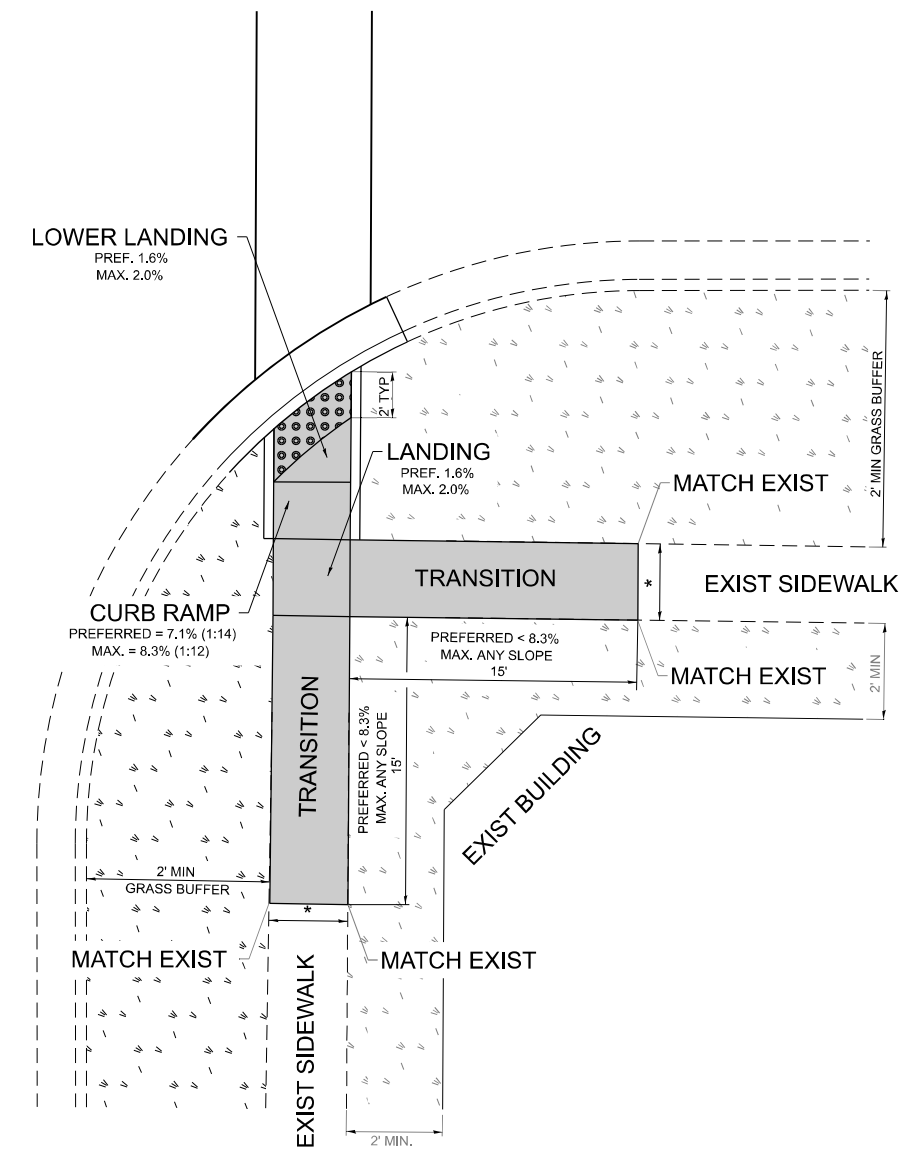 LOWER LANDING
PREF. 1.6%
MAX. 2.0%
2' TYP
LANDING
PREF. 1.6%
MAX. 2.0%
2' MIN GRASS BUFFER
MATCH EXIST
TRANSITION
*
EXIST SIDEWALK
CURB RAMP
PREFERRED = 7.1% (1:14)
MAX. = 8.3% (1:12)
PREFERRED < 8.3%
MAX. ANY SLOPE
15'
MATCH EXIST
2' MIN
TRANSITION
PREFERRED < 8.3%
MAX. ANY SLOPE
15'
EXIST BUILDING
2' MIN
GRASS BUFFER
*
MATCH EXIST
MATCH EXIST
EXIST SIDEWALK
2' MIN.